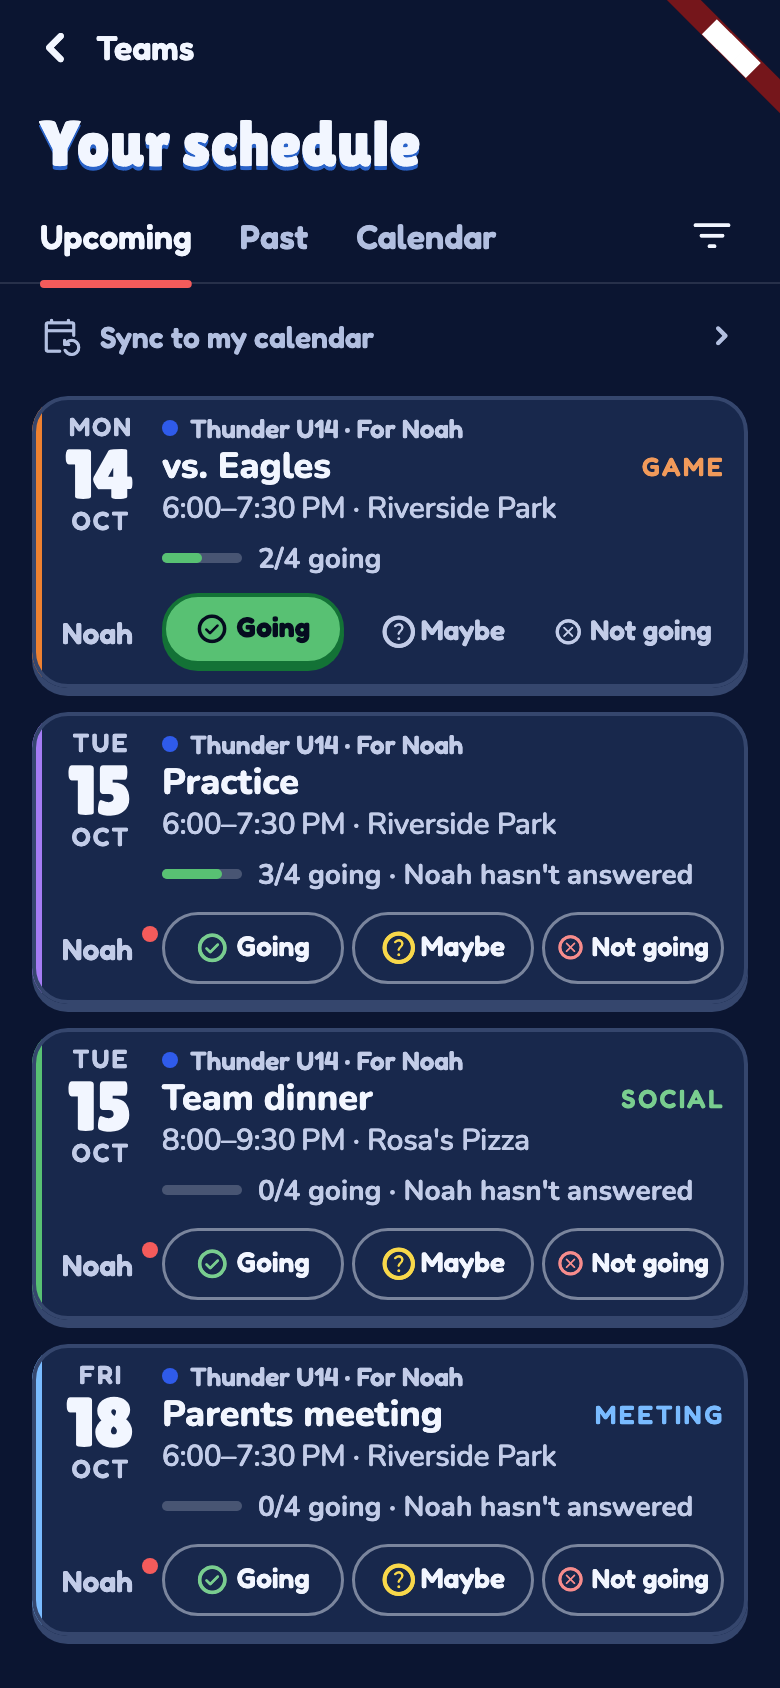 Teams
Your schedule
Upcoming Past Calendar
Sync to my calendar
MON
14
OCT
Thunder U14 · For Noah
vs. Eagles
GAME
6:00–7:30 PM · Riverside Park
2/4 going
Noah
Going
Maybe
Not going
TUE
15
OCT
Thunder U14 · For Noah
Practice
6:00–7:30 PM · Riverside Park
3/4 going · Noah hasn't answered
Noah
Going
Maybe
Not going
TUE
15
OCT
Thunder U14 · For Noah
Team dinner
SOCIAL
8:00–9:30 PM · Rosa's Pizza
0/4 going · Noah hasn't answered
Noah
Going
Maybe
Not going
FRI
18
OCT
Thunder U14 · For Noah
Parents meeting
MEETING
6:00–7:30 PM · Riverside Park
0/4 going · Noah hasn't answered
Noah
Going
Maybe
Not going